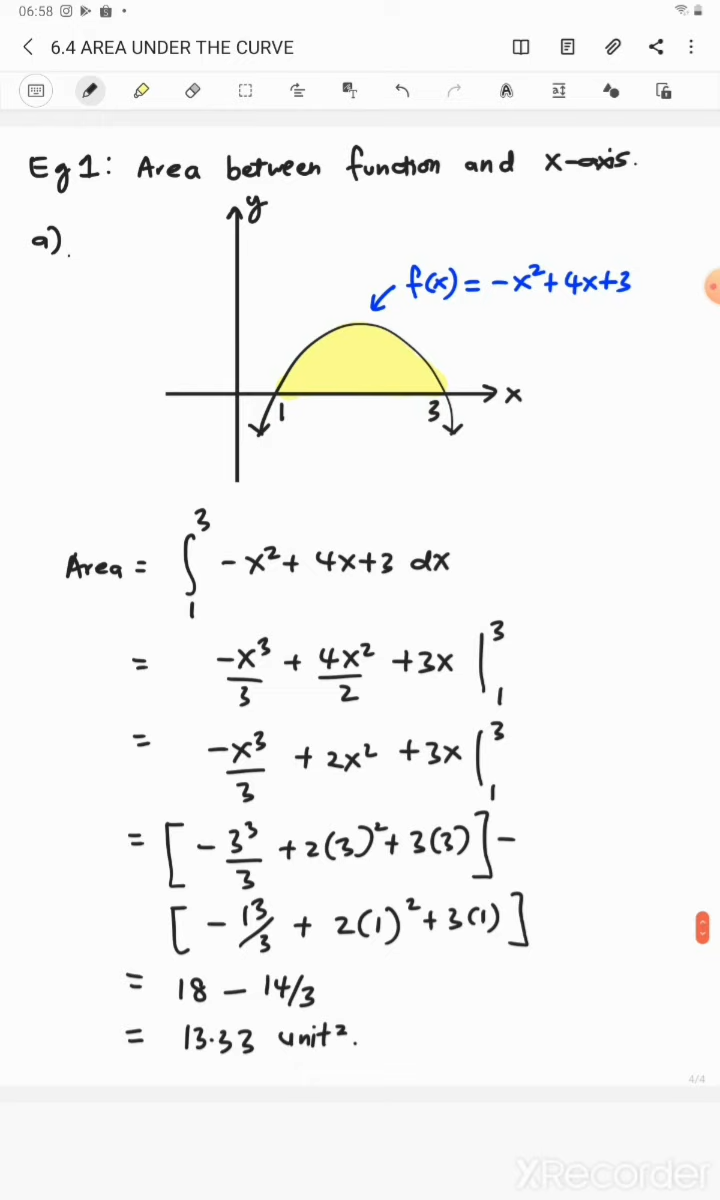 06:58
6.4 AREA UNDER THE CURVE
Eg1: Area between function and x-axis.
a).
y
f(x) = -x²+4x+3
x
1 3
Area = ∫₁³ -x²+ 4x+3 dx
= -x³/3 + 4x²/2 +3x |₁³
= -x³/3 + 2x² +3x |₁³
= [ - 3³/3 + 2(3)²+ 3(3)] -
[ - 1³/3 + 2(1)²+3(1) ]
= 18 - 14/3
= 13.33 unit².
4/4
XRecorder